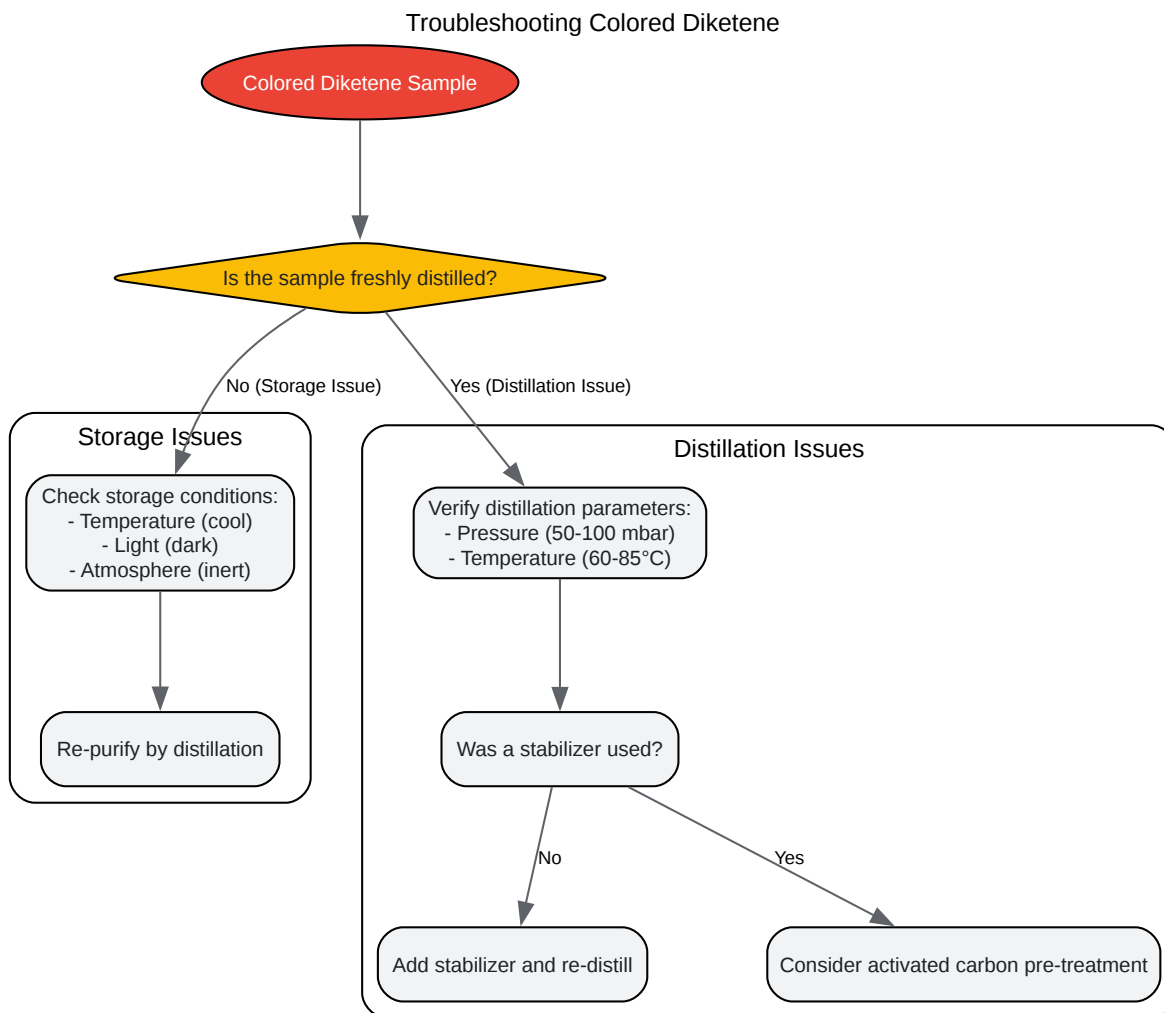 Troubleshooting Colored Diketene
Colored Diketene Sample
Is the sample freshly distilled?
No (Storage Issue)
Yes (Distillation Issue)
Storage Issues
Check storage conditions:
- Temperature (cool)
- Light (dark)
- Atmosphere (inert)
Re-purify by distillation
Distillation Issues
Verify distillation parameters:
- Pressure (50-100 mbar)
- Temperature (60-85°C)
Was a stabilizer used?
No
Yes
Add stabilizer and re-distill
Consider activated carbon pre-treatment